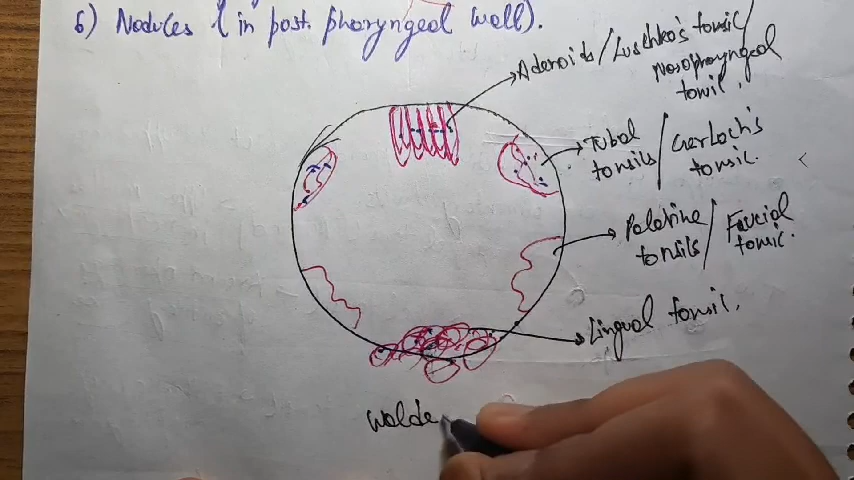 6) Nodules (in post. pharyngeal wall).
Adenoids/Luschka's tonsil/
Nasopharyngeal
tonsil.
Tubal
tonsils/
Gerlach's
tonsil.
Palatine
tonsils/
Faucial
tonsil.
Lingual tonsil.
Walde